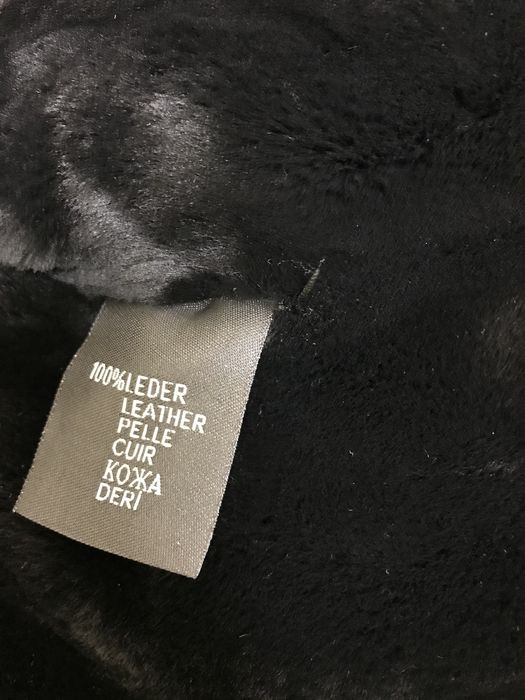 100%LEDER
LEATHER
PELLE
CUIR
КОЖА
DERİ